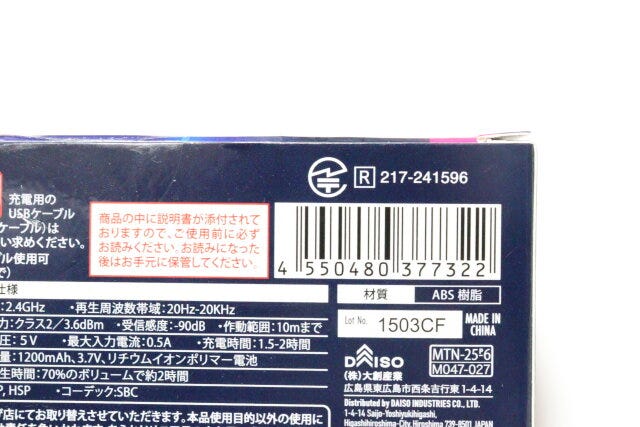 R 217-241596
充電用の
USBケーブル
ケーブル)は
い求めください。
ブル使用可
で)
商品の中に説明書が添付されて
おりますので、ご使用前に必ず
お読みください。お読みになった
後はお手元に保管してください。
4 550480 377322
仕様
:2.4GHz ・再生周波数帯域:20Hz-20KHz
力:クラス2/3.6dBm ・受信感度:-90dB ・作動範囲:10mまで
圧:5V ・最大入力電流:0.5A ・充電時間:1.5-2時間
量:1200mAh、3.7V、リチウムイオンポリマー電池
生時間:70%のボリュームで約2時間
P, HSP ・コーデック:SBC
材質 ABS 樹脂
Lot No. 1503CF
MADE IN
CHINA
DAISO
(株)大創産業
MTN-25
M047-027
広島県東広島市西条吉行東 1-4-14
Distributed by DAISO INDUSTRIES CO., LTD.
1-4-14 Saijo-Yoshiyukihigashi,
Higashihiroshima-City, Hiroshima 739-8501 JAPAN
げ店にてお取り替えさせていただきます。本品使用目的以外の使用に